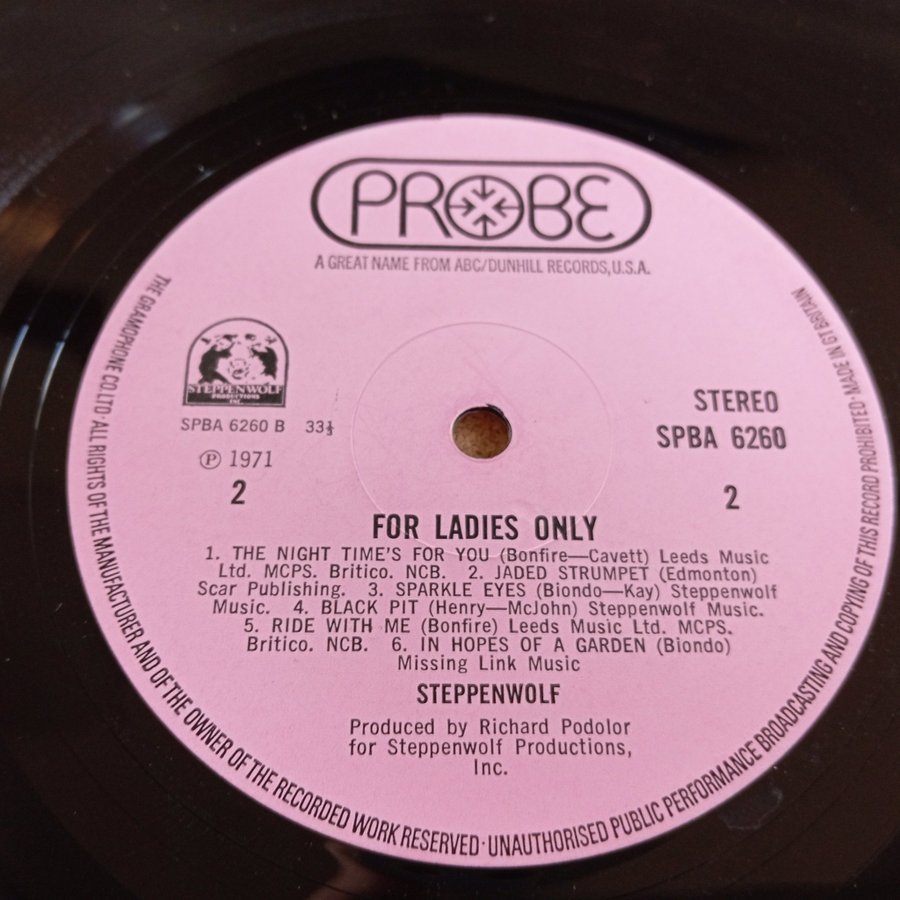 PROBE
A GREAT NAME FROM ABC/DUNHILL RECORDS, U.S.A.
STEPPENWOLF
PRODUCTIONS
INC.
SPBA 6260 B 33⅓
Ⓟ 1971
2
STEREO
SPBA 6260
2
FOR LADIES ONLY
1. THE NIGHT TIME'S FOR YOU (Bonfire—Cavett) Leeds Music
Ltd. MCPS. Britico. NCB. 2. JADED STRUMPET (Edmonton)
Scar Publishing. 3. SPARKLE EYES (Biondo—Kay) Steppenwolf
Music. 4. BLACK PIT (Henry—McJohn) Steppenwolf Music.
5. RIDE WITH ME (Bonfire) Leeds Music Ltd. MCPS.
Britico. NCB. 6. IN HOPES OF A GARDEN (Biondo)
Missing Link Music
STEPPENWOLF
Produced by Richard Podolor
for Steppenwolf Productions,
Inc.
THE GRAMOPHONE CO. LTD · ALL RIGHTS OF THE MANUFACTURER AND OF THE OWNER OF THE RECORDED WORK RESERVED · UNAUTHORISED PUBLIC PERFORMANCE BROADCASTING AND COPYING OF THIS RECORD PROHIBITED · MADE IN GT BRITAIN